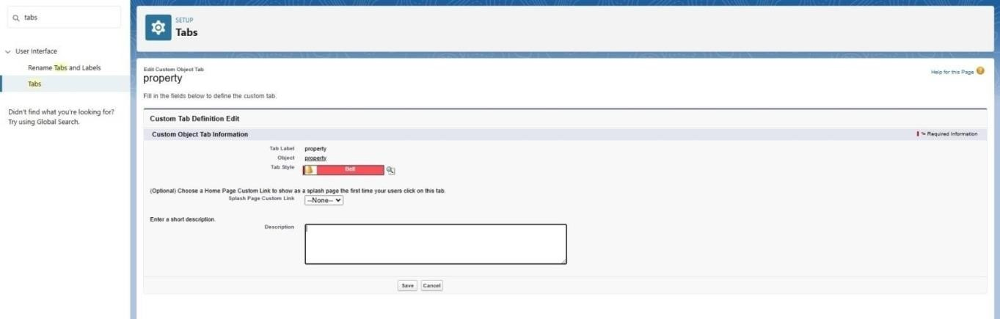 tabs
User Interface
Rename Tabs and Labels
Tabs
Didn't find what you're looking for?
Try using Global Search.
SETUP
Tabs
Edit Custom Object Tab
property
Help for this Page
Fill in the fields below to define the custom tab.
Custom Tab Definition Edit
Custom Object Tab Information
= Required Information
Tab Label property
Object property
Tab Style Bell
(Optional) Choose a Home Page Custom Link to show as a splash page the first time your users click on this tab.
Splash Page Custom Link --None--
Enter a short description.
Description
Save Cancel